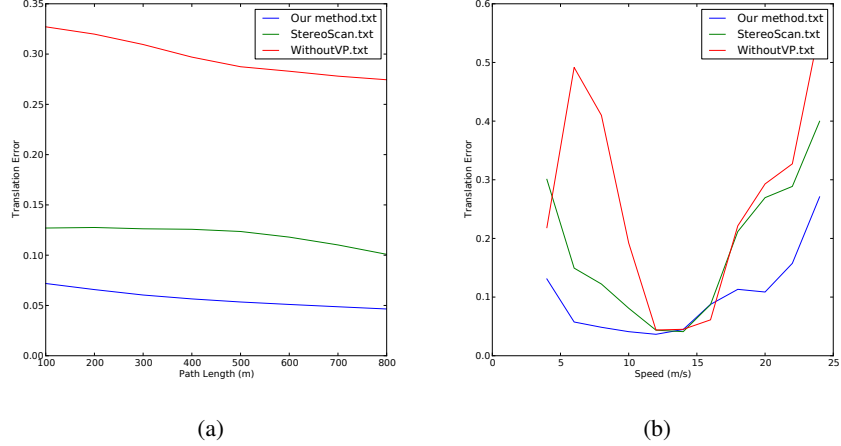 0.35
0.30
0.25
0.20
0.15
0.10
0.05
0.00
Translation Error
100 200 300 400 500 600 700 800
Path Length (m)
Our method.txt
StereoScan.txt
WithoutVP.txt
(a)
0.6
0.5
0.4
0.3
0.2
0.1
0.0
Translation Error
0 5 10 15 20 25
Speed (m/s)
Our method.txt
StereoScan.txt
WithoutVP.txt
(b)